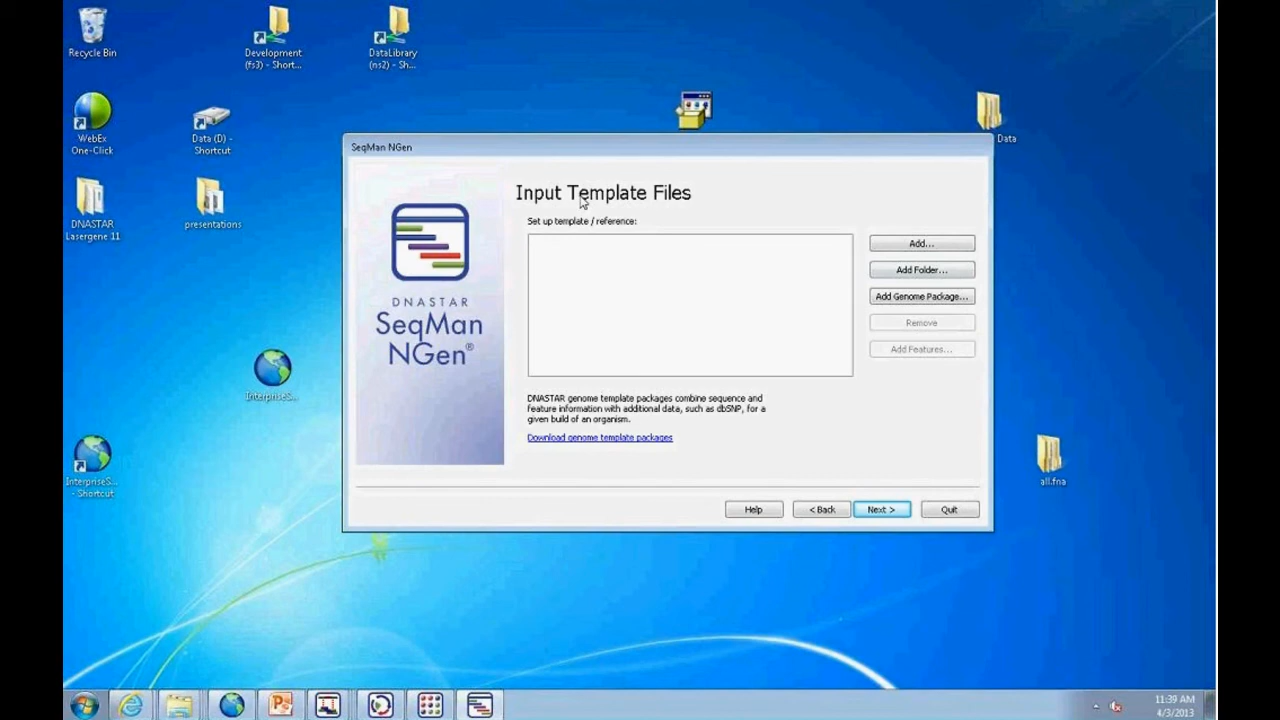 Recycle Bin
Development
(fs3) - Short...
DataLibrary
(ns2) - Sh...
WebEx
One-Click
Data (D) -
Shortcut
Data
DNASTAR
Lasergene 11
presentations
InterpriseS...
InterpriseS...
- Shortcut
all.fna
SeqMan NGen
DNASTAR
SeqMan
NGen®
Input Template Files
Set up template / reference:
Add...
Add Folder...
Add Genome Package...
Remove
Add Features...
DNASTAR genome template packages combine sequence and
feature information with additional data, such as dbSNP, for a
given build of an organism.
Download genome template packages
Help
< Back
Next >
Quit
11:39 AM
4/3/2013